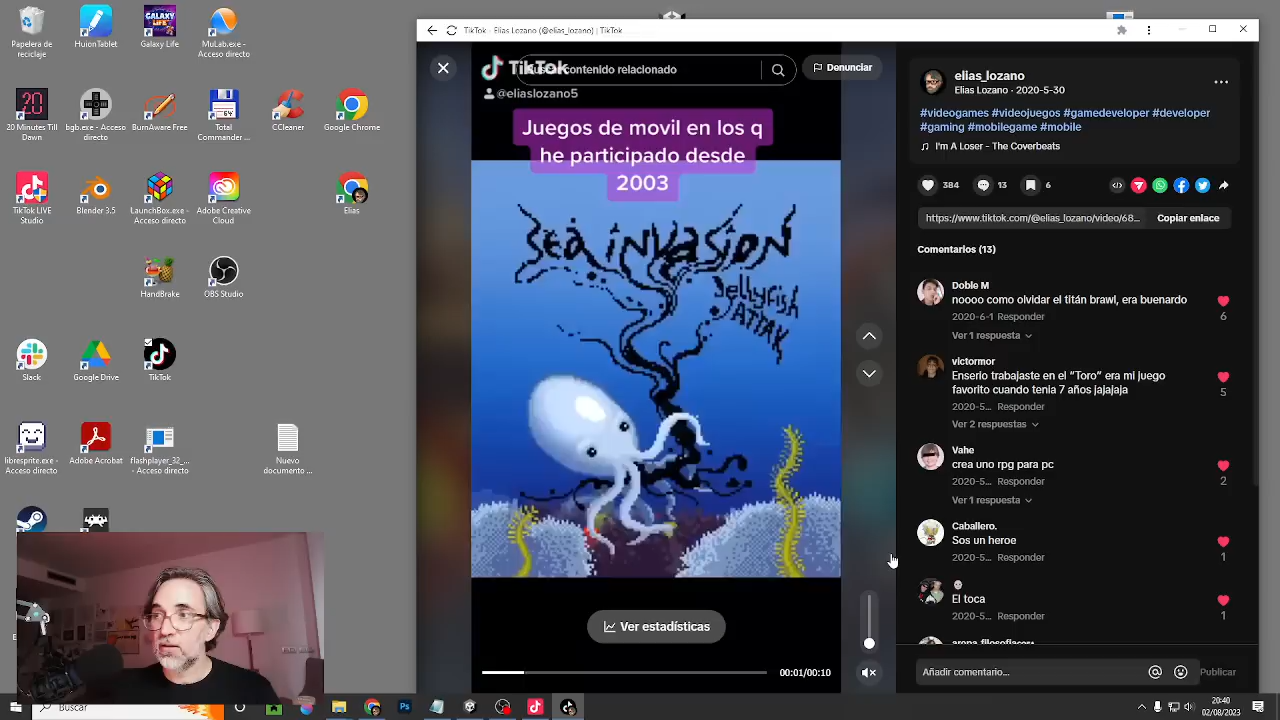 Papelera de
reciclaje
HuionTablet
Galaxy Life
MuLab.exe -
Acceso directo
20 Minutes Till
Dawn
bgb.exe - Acceso
directo
BurnAware Free
Total
Commander ...
CCleaner
Google Chrome
TikTok LIVE
Studio
Blender 3.5
LaunchBox.exe -
Acceso directo
Adobe Creative
Cloud
Elias
HandBrake
OBS Studio
Slack
Google Drive
TikTok
libresprite.exe -
Acceso directo
Adobe Acrobat
flashplayer_32_...
- Acceso directo
Nuevo
documento ...
TikTok - Elias Lozano (@elias_lozano) | TikTok
TikTok
contenido relacionado
Denunciar
@eliaslozano5
Juegos de movil en los q
he participado desde
2003
Sea invasion
Jellyfish
Ver estadísticas
00:01/00:10
elias_lozano
Elias Lozano · 2020-5-30
#videogames #videojuegos #gamedeveloper #developer
#gaming #mobilegame #mobile
I'm A Loser - The Coverbeats
384
13
6
https://www.tiktok.com/@elias_lozano/video/68...
Copiar enlace
Comentarios (13)
Doble M
noooo como olvidar el titán brawl, era buenardo
2020-6-1 Responder
6
Ver 1 respuesta
victormor
Enserio trabajaste en el “Toro” era mi juego
favorito cuando tenia 7 años jajajaja
2020-5... Responder
5
Ver 2 respuestas
Vahe
crea uno rpg para pc
2020-5... Responder
2
Ver 1 respuesta
Caballero.
Sos un heroe
2020-5... Responder
1
El toca
2020-5... Responder
1
Añadir comentario...
Publicar
Buscar
20:40
02/08/2023